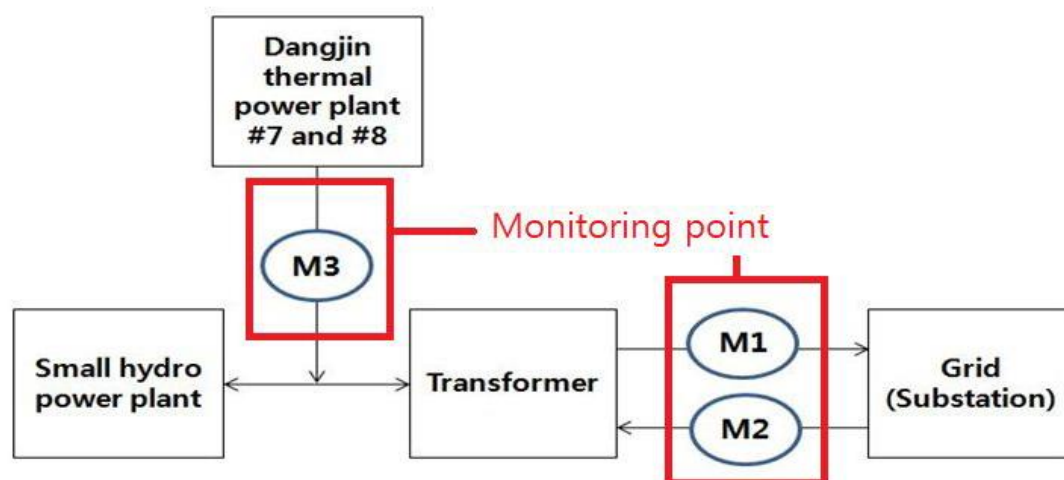 Dangjin
thermal
power plant
#7 and #8
Monitoring point
M3
M1
Small hydro
power plant
Transformer
Grid
(Substation)
M2